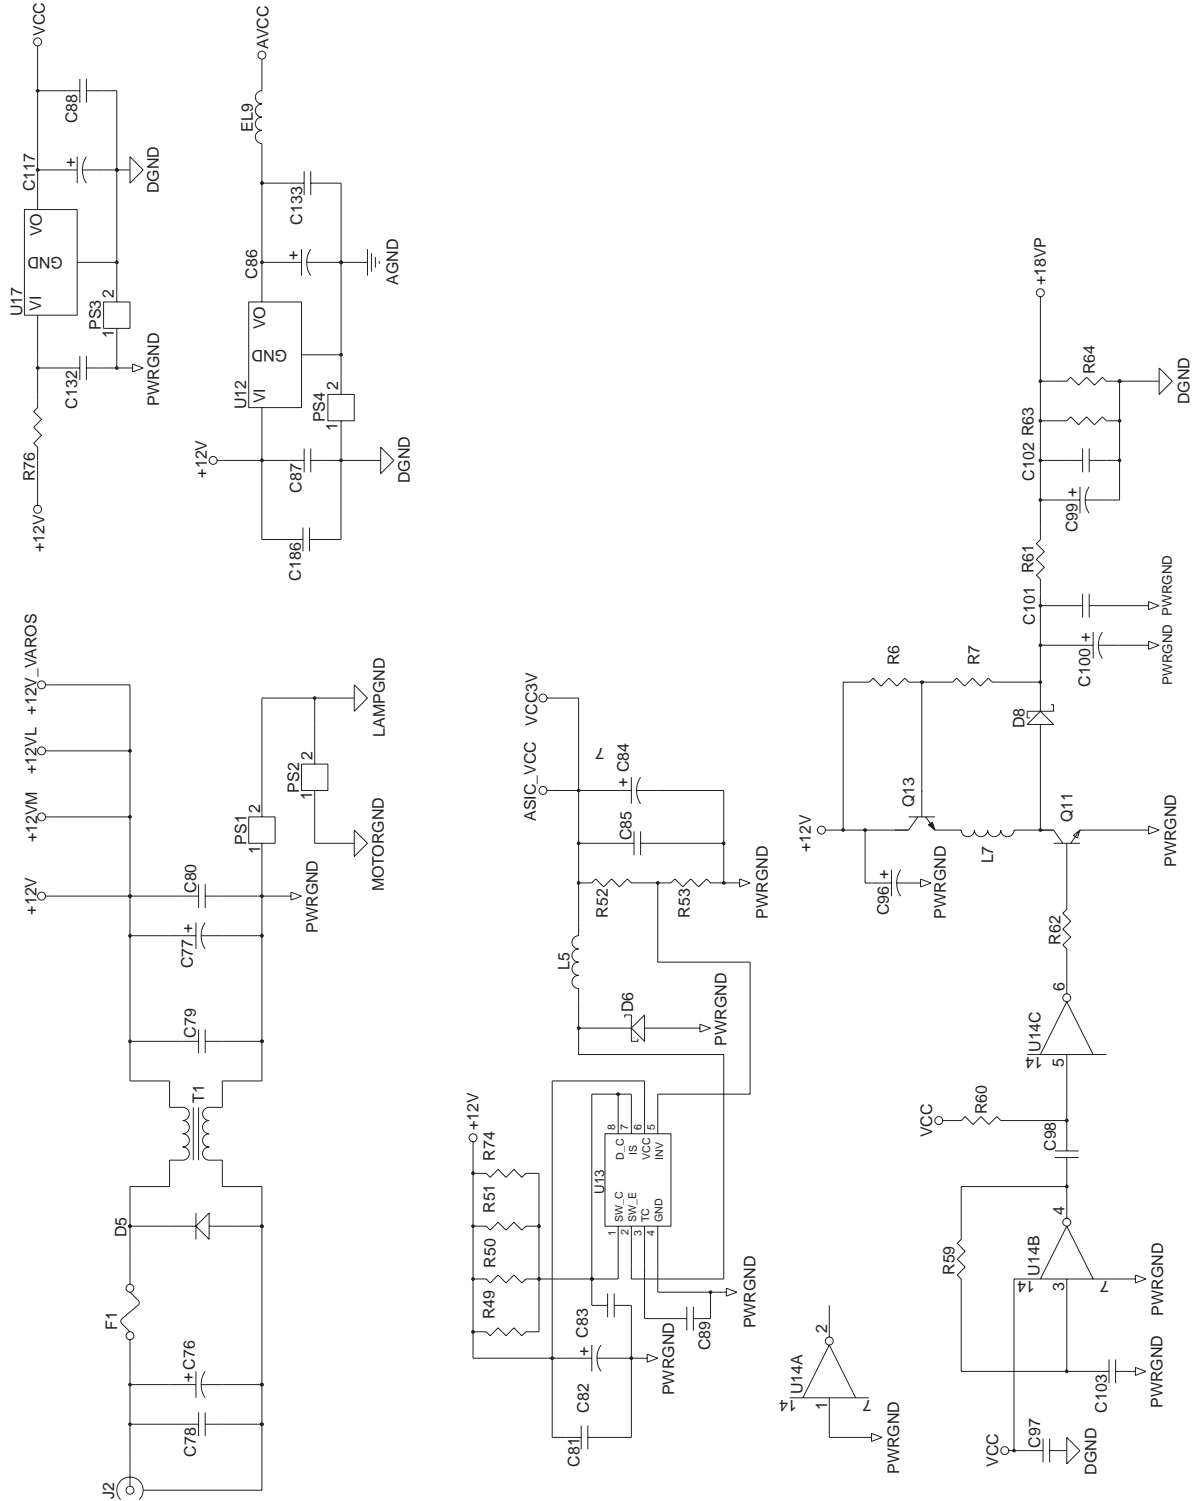 J2
C78
C76
+
F1
D5
T1
C79
C77
+
C80
+12V
+12VM
+12VL
+12V_VAROS
PWRGND
PS1
1
2
PS2
1
2
MOTORGND
LAMPGND
+12V
R76
C132
PWRGND
U17
VI
GND
VO
PS3
1
2
C117
+
C88
DGND
VCC
+12V
C186
C87
DGND
U12
VI
GND
VO
PS4
1
2
C86
+
C133
AGND
EL9
AVCC
C81
C82
+
C83
PWRGND
+12V
R49
R50
R51
R74
C89
PWRGND
U13
1
2
3
4
SW_C
SW_E
TC
GND
D_C
IS
VCC
INV
8
7
6
5
D6
PWRGND
L5
R52
R53
PWRGND
C85
C84
+
7
ASIC_VCC
VCC3V
U14A
14
7
1
2
PWRGND
VCC
C97
DGND
C103
PWRGND
R59
U14B
14
7
3
4
PWRGND
C98
VCC
R60
U14C
14
5
6
R62
Q11
PWRGND
+12V
C96
+
PWRGND
Q13
L7
R6
R7
D8
C100
+
PWRGND
C101
PWRGND
R61
C99
+
C102
R63
R64
DGND
+18VP